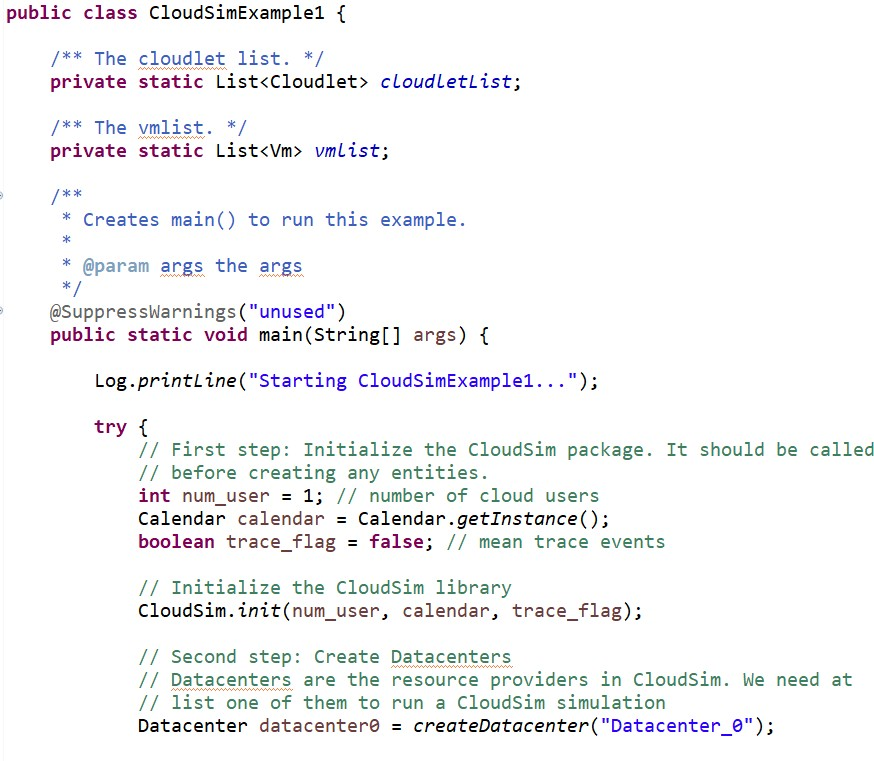 public class CloudSimExample1 {
/** The cloudlet list. */
private static List<Cloudlet> cloudletList;
/** The vmlist. */
private static List<Vm> vmlist;
/**
* Creates main() to run this example.
*
* @param args the args
*/
@SuppressWarnings("unused")
public static void main(String[] args) {
Log.printLine("Starting CloudSimExample1...");
try {
// First step: Initialize the CloudSim package. It should be called
// before creating any entities.
int num_user = 1; // number of cloud users
Calendar calendar = Calendar.getInstance();
boolean trace_flag = false; // mean trace events
// Initialize the CloudSim library
CloudSim.init(num_user, calendar, trace_flag);
// Second step: Create Datacenters
// Datacenters are the resource providers in CloudSim. We need at
// list one of them to run a CloudSim simulation
Datacenter datacenter0 = createDatacenter("Datacenter_0");